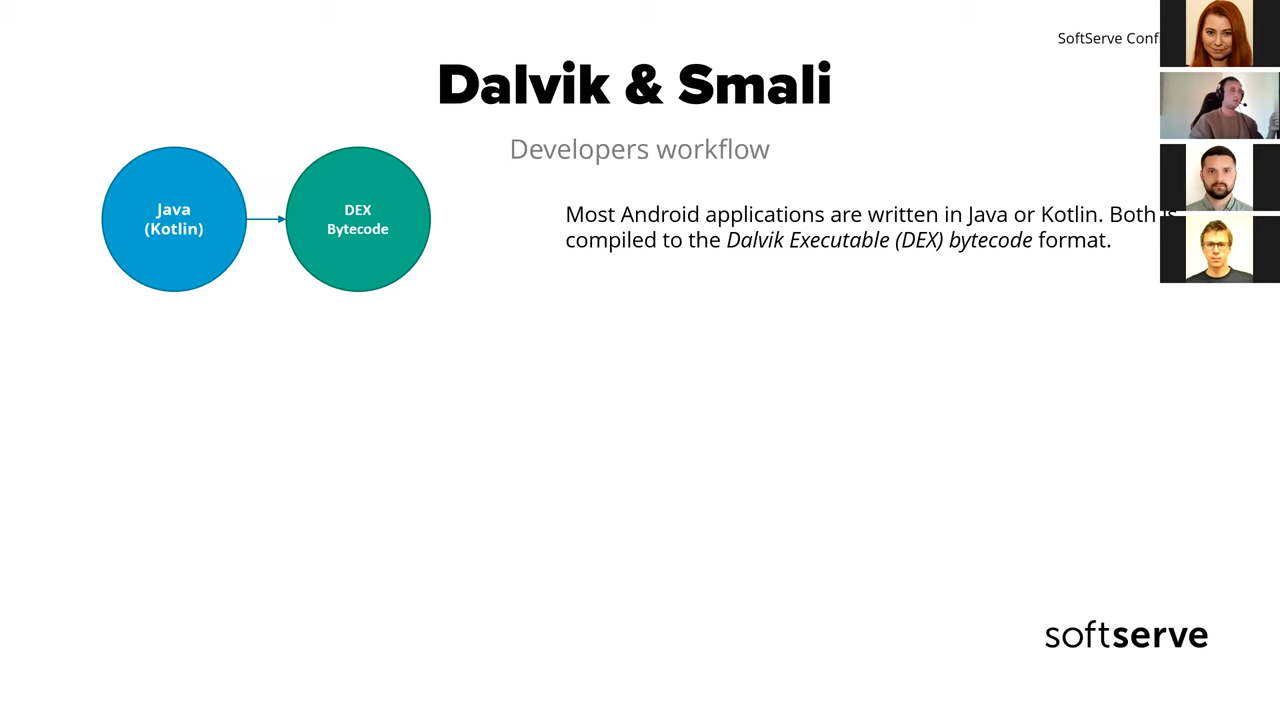 SoftServe Conf
Dalvik & Smali
Developers workflow
Java
(Kotlin)
DEX
Bytecode
Most Android applications are written in Java or Kotlin. Both is
compiled to the Dalvik Executable (DEX) bytecode format.
softserve